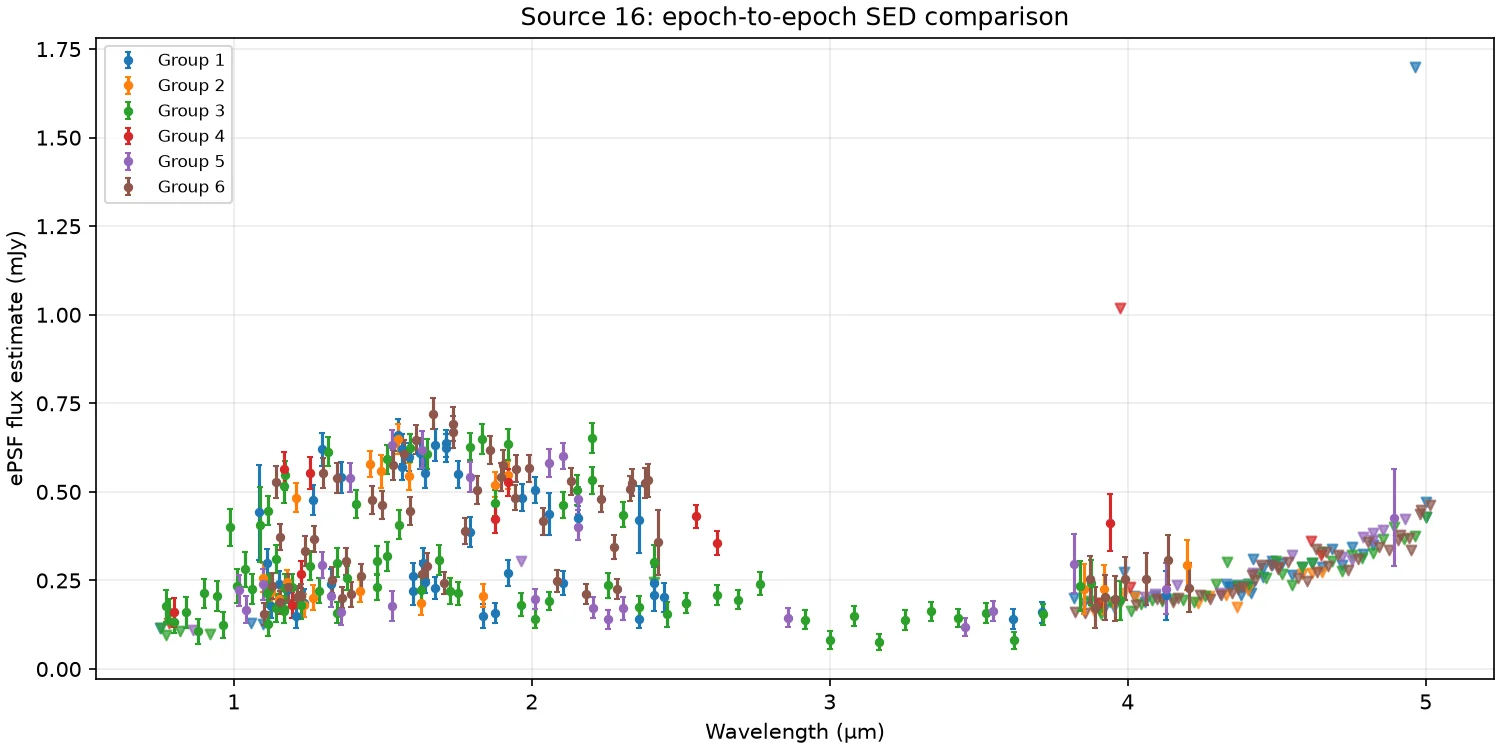 Source 16: epoch-to-epoch SED comparison
1.75
1.50
1.25
1.00
0.75
0.50
0.25
0.00
ePSF flux estimate (mJy)
Group 1
Group 2
Group 3
Group 4
Group 5
Group 6
1 2 3 4 5
Wavelength (μm)